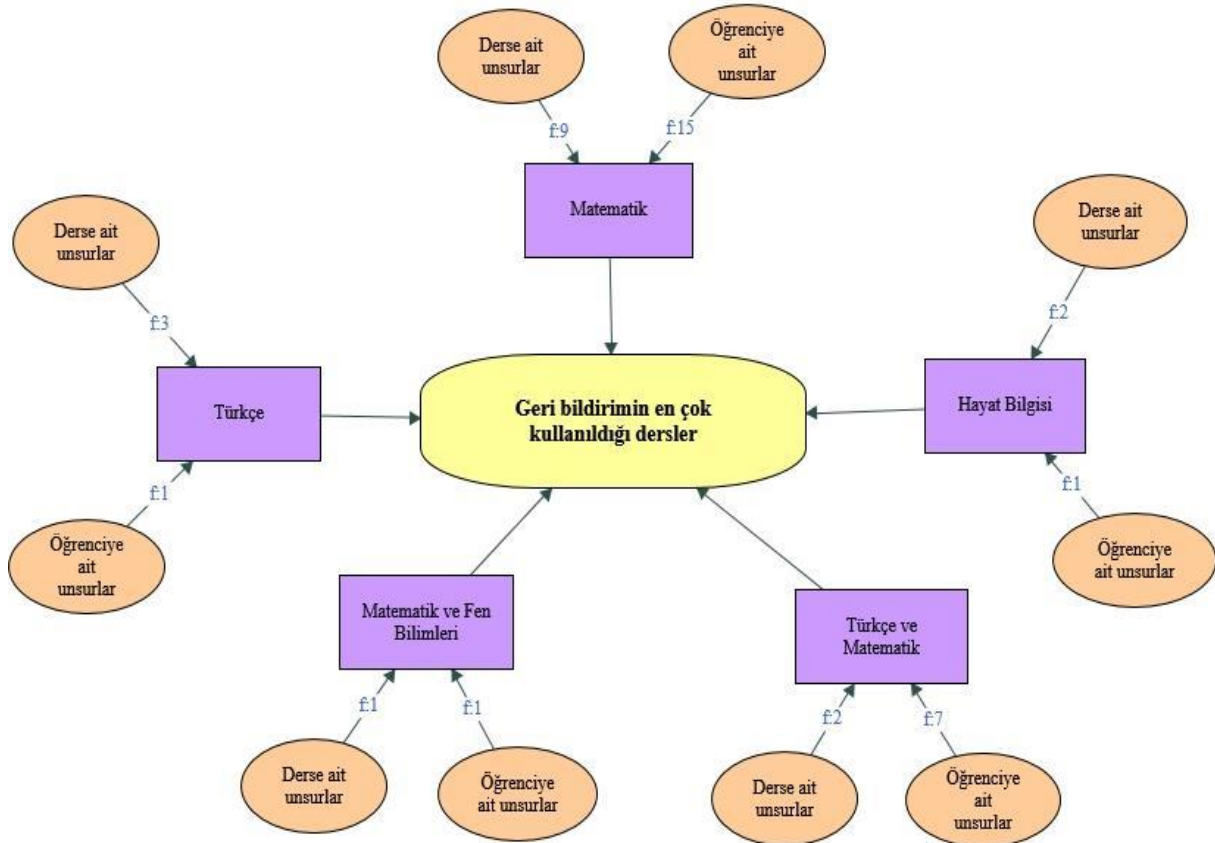 Derse ait
unsurlar
Öğrenciye
ait
unsurlar
f:9
f:15
Matematik
Derse ait
unsurlar
Derse ait
unsurlar
f:3
f:2
Türkçe
Geri bildirimin en çok
kullanıldığı dersler
Hayat Bilgisi
f:1
f:1
Öğrenciye
ait
unsurlar
Öğrenciye
ait unsurlar
Matematik ve Fen
Bilimleri
Türkçe ve
Matematik
f:1
f:1
f:2
f:7
Derse ait
unsurlar
Öğrenciye
ait unsurlar
Derse ait
unsurlar
Öğrenciye
ait
unsurlar